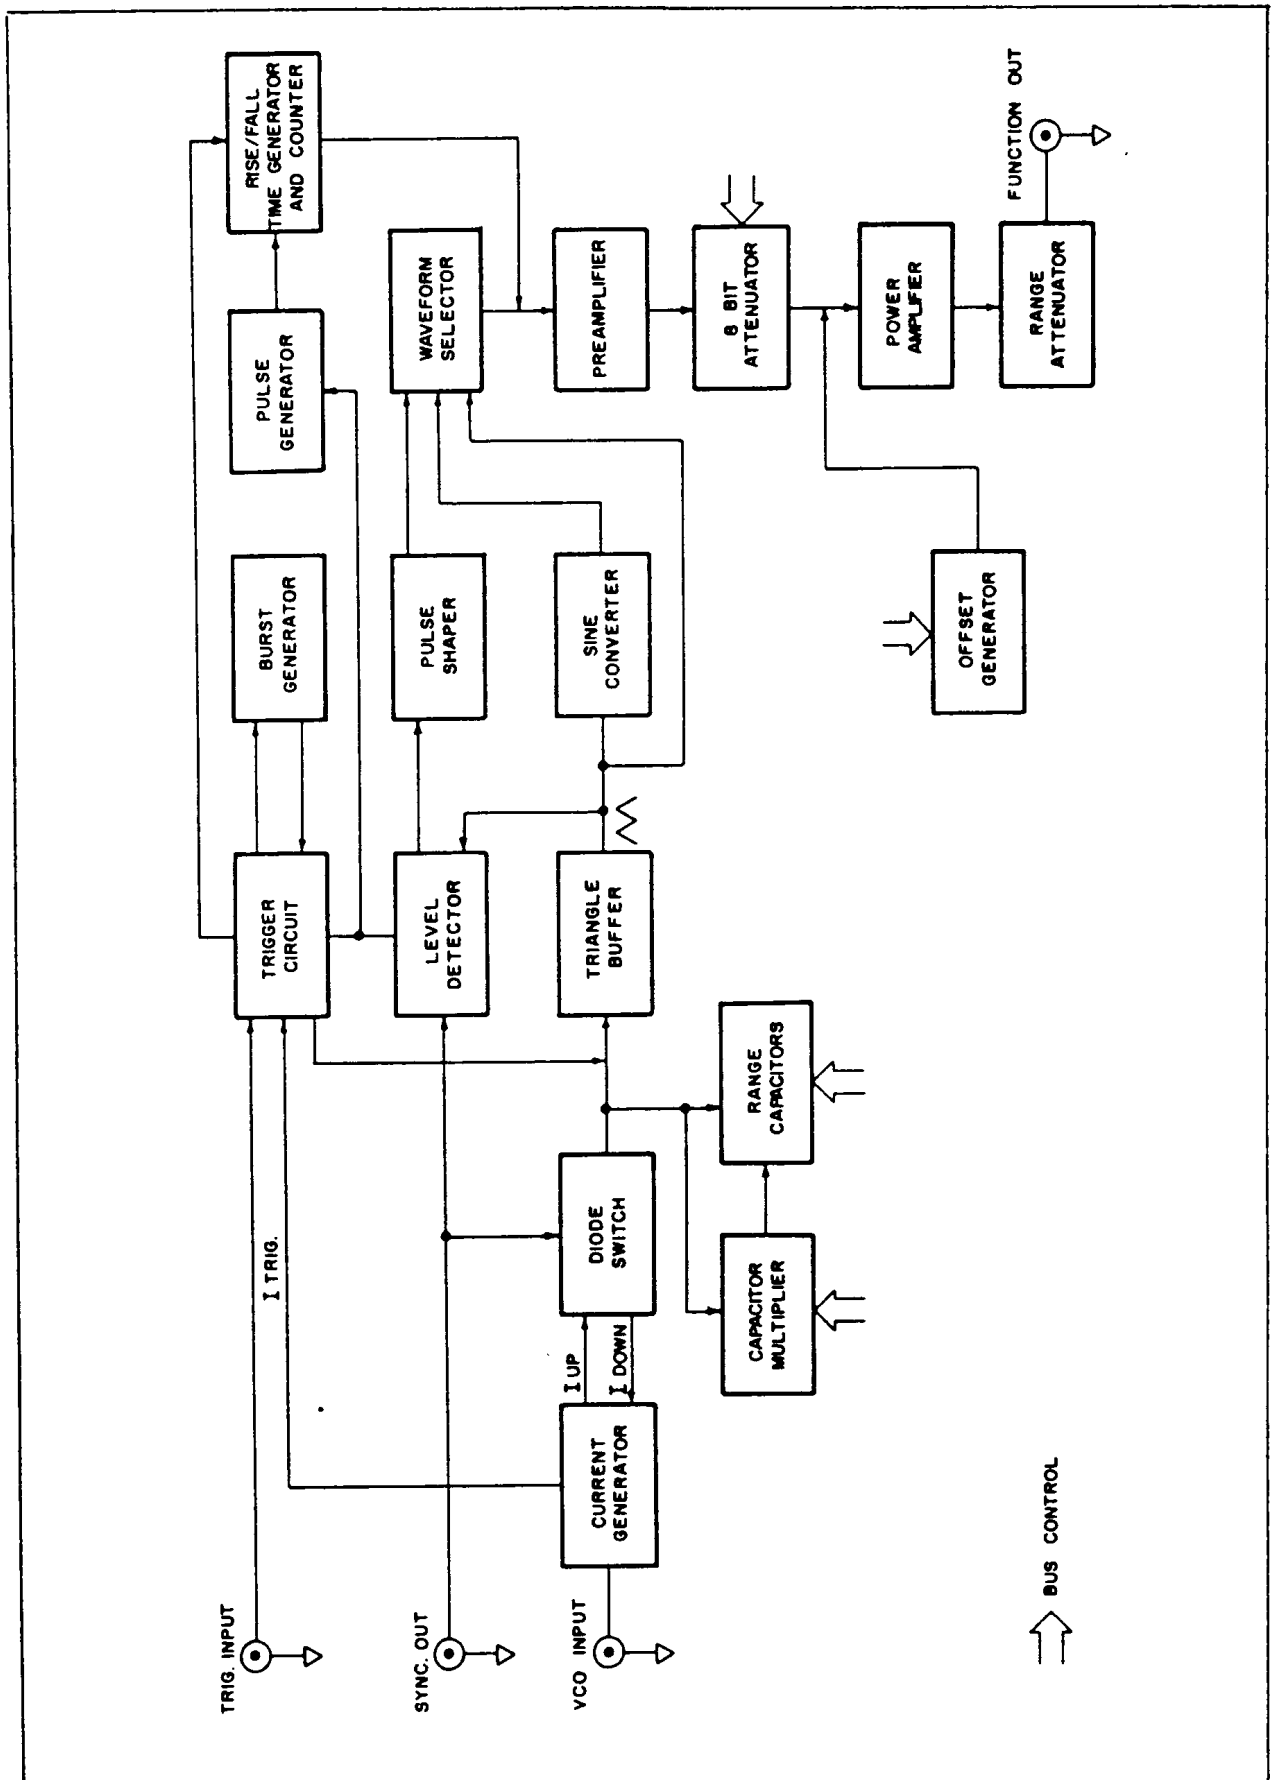 TRIG. INPUT
SYNC. OUT
VCO INPUT
I TRIG.
CURRENT
GENERATOR
I UP
I DOWN
DIODE
SWITCH
CAPACITOR
MULTIPLIER
RANGE
CAPACITORS
TRIGGER
CIRCUIT
LEVEL
DETECTOR
TRIANGLE
BUFFER
BURST
GENERATOR
PULSE
SHAPER
SINE
CONVERTER
OFFSET
GENERATOR
PULSE
GENERATOR
RISE/FALL
TIME GENERATOR
AND COUNTER
WAVEFORM
SELECTOR
PREAMPLIFIER
8 BIT
ATTENUATOR
POWER
AMPLIFIER
RANGE
ATTENUATOR
FUNCTION OUT
BUS CONTROL